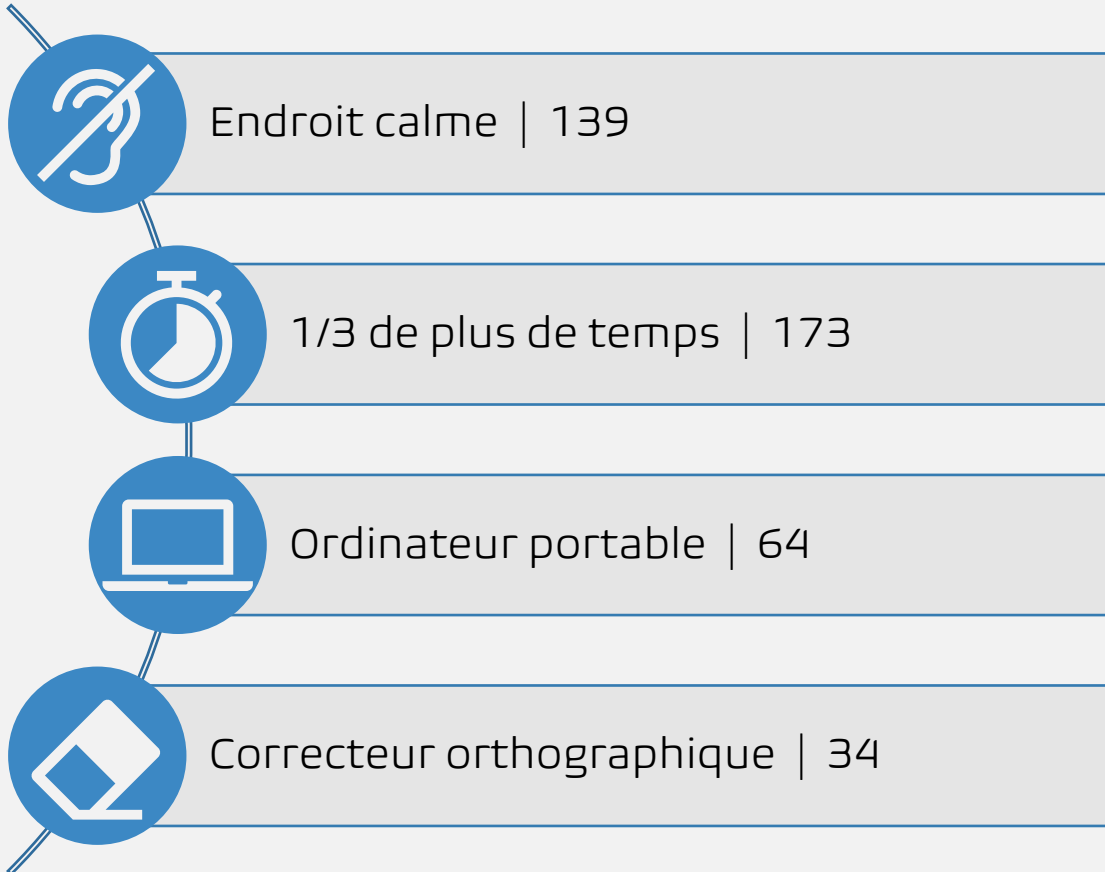 Endroit calme | 139
1/3 de plus de temps | 173
Ordinateur portable | 64
Correcteur orthographique | 34